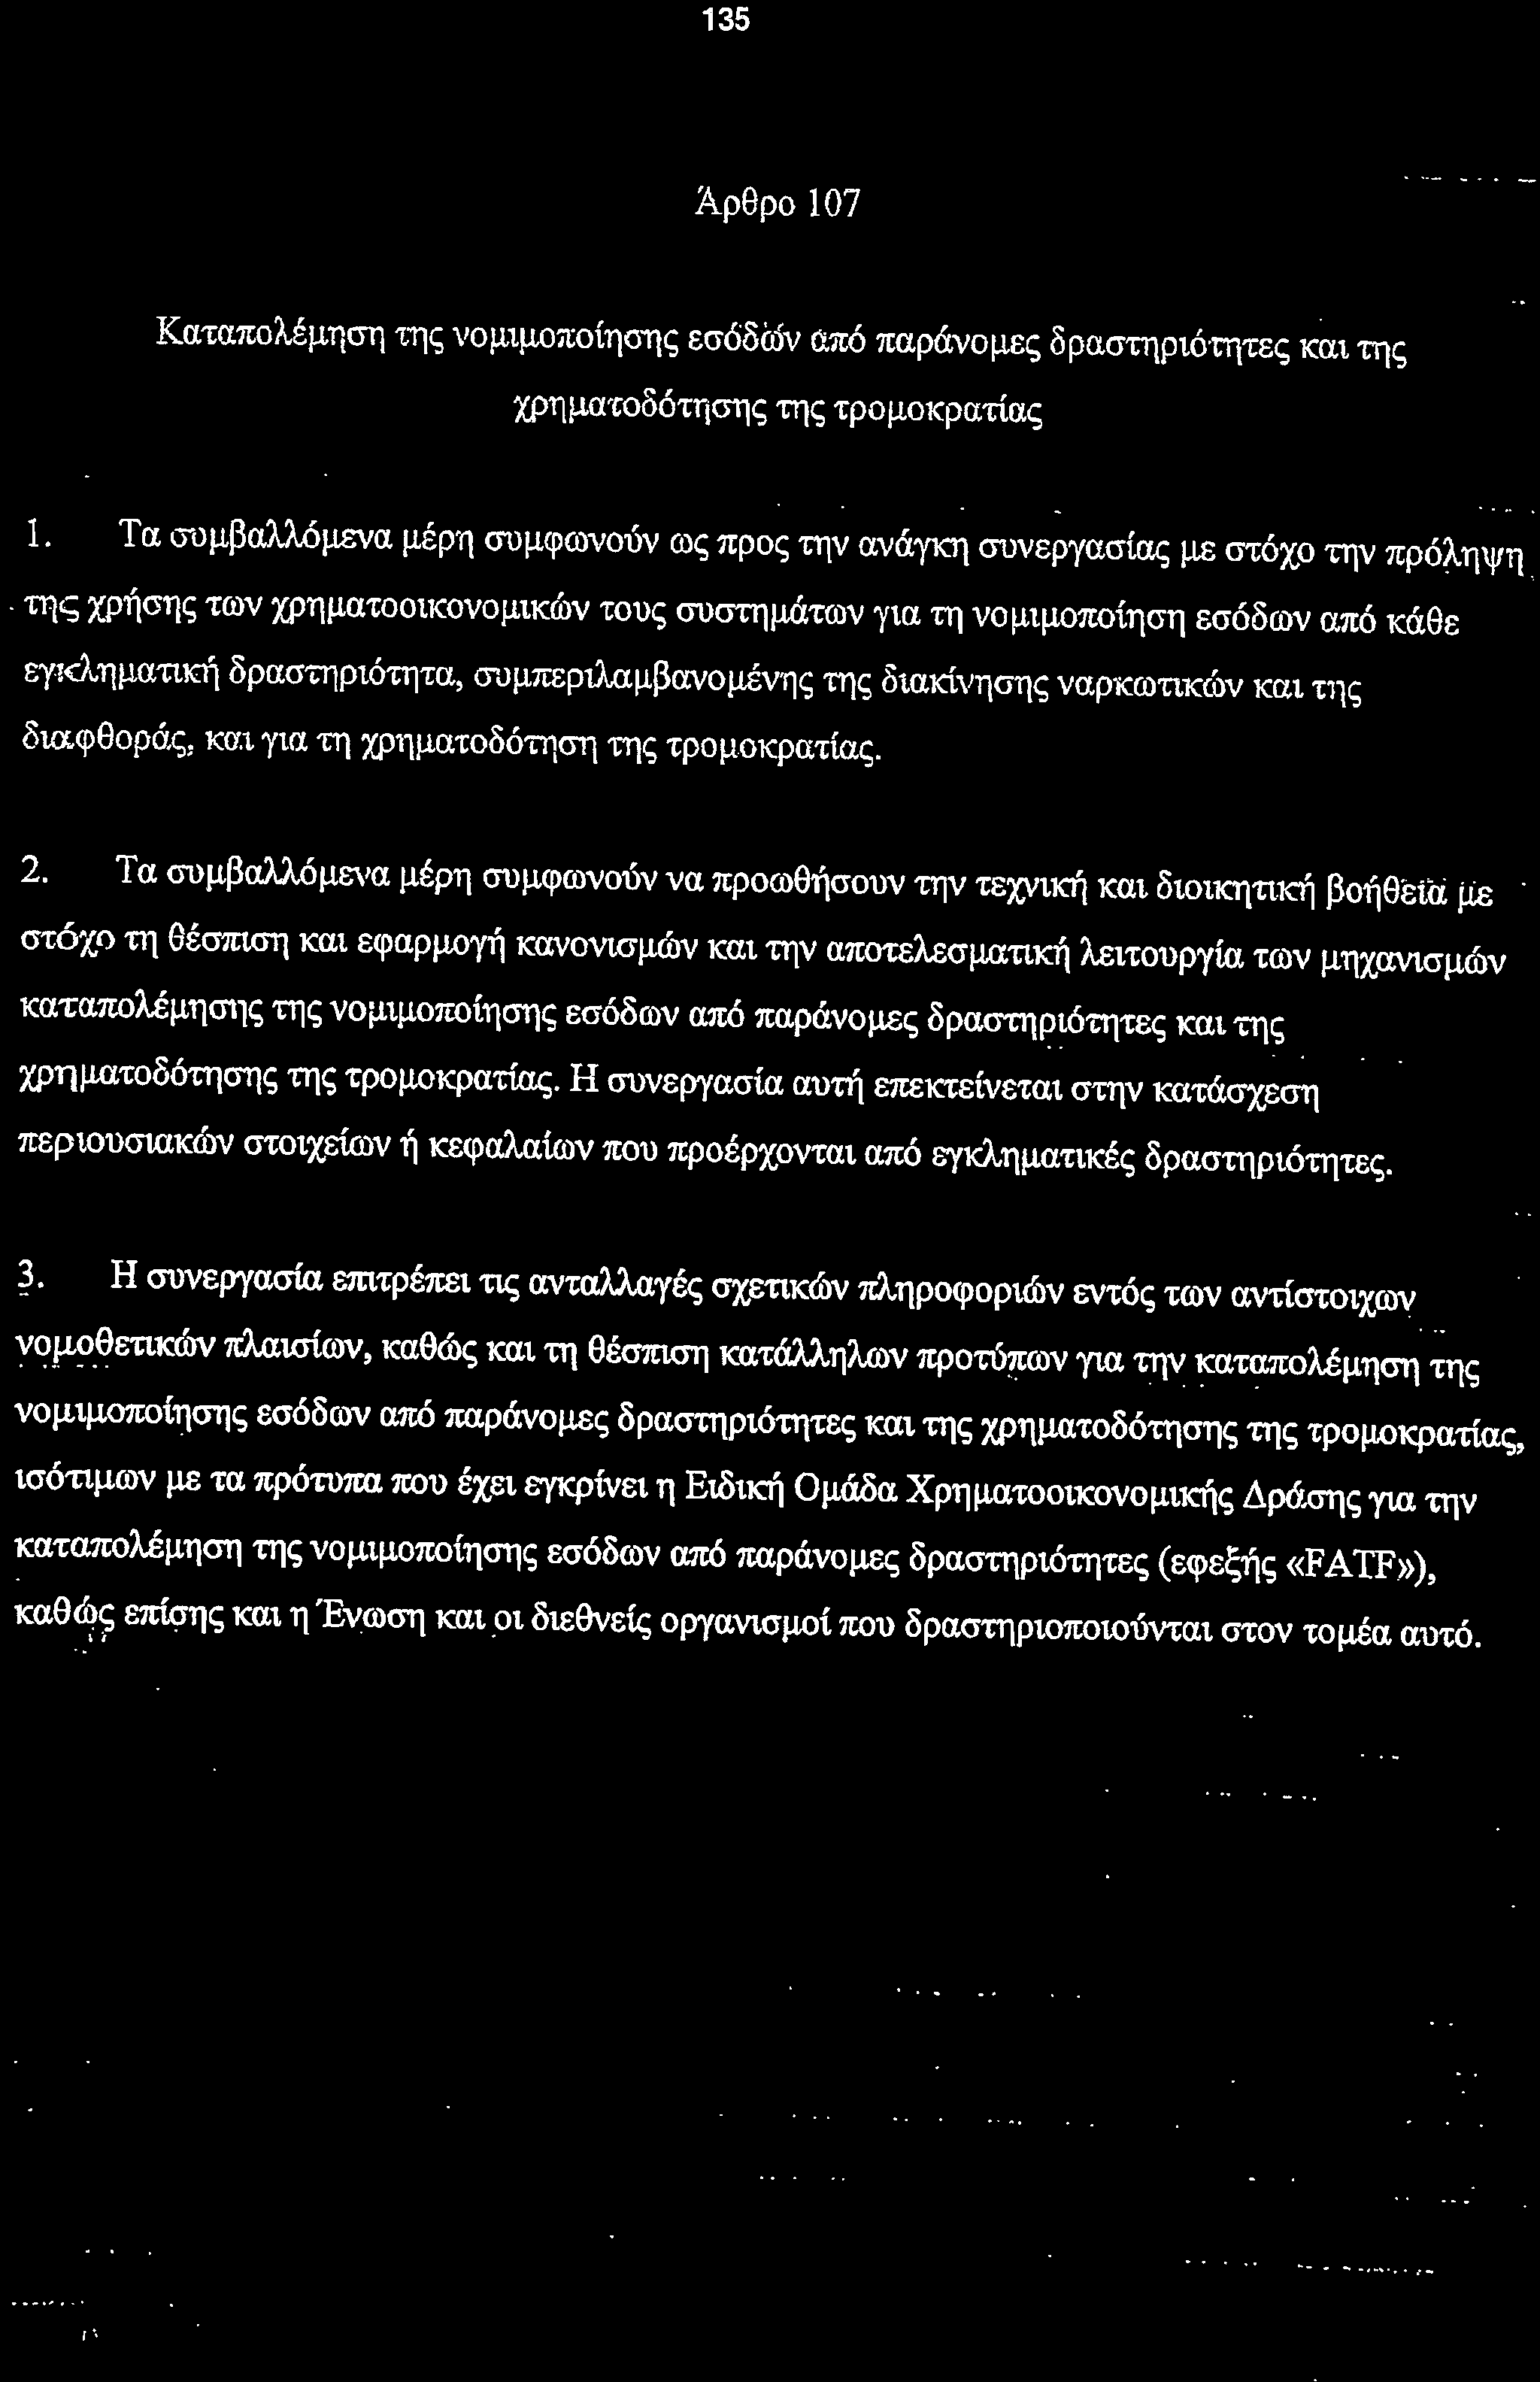 135
Άρθρο 107
Καταπολέμηση της νομιμοποίησης εσόδων από παράνομες δραστηριότητες και της
χρηματοδότησης της τρομοκρατίας
1. Τα συμβαλλόμενα μέρη συμφωνούν ως προς την ανάγκη συνεργασίας με στόχο την πρόληψη
της χρήσης των χρηματοοικονομικών τους συστημάτων για τη νομιμοποίηση εσόδων από κάθε
εγκληματική δραστηριότητα, συμπεριλαμβανομένης της διακίνησης ναρκωτικών και της
διαφθοράς, και για τη χρηματοδότηση της τρομοκρατίας.
2. Τα συμβαλλόμενα μέρη συμφωνούν να προωθήσουν την τεχνική και διοικητική βοήθεια με
στόχο τη θέσπιση και εφαρμογή κανονισμών και την αποτελεσματική λειτουργία των μηχανισμών
καταπολέμησης της νομιμοποίησης εσόδων από παράνομες δραστηριότητες και της
χρηματοδότησης της τρομοκρατίας. Η συνεργασία αυτή επεκτείνεται στην κατάσχεση
περιουσιακών στοιχείων ή κεφαλαίων που προέρχονται από εγκληματικές δραστηριότητες.
3. Η συνεργασία επιτρέπει τις ανταλλαγές σχετικών πληροφοριών εντός των αντίστοιχων
νομοθετικών πλαισίων, καθώς και τη θέσπιση κατάλληλων προτύπων για την καταπολέμηση της
νομιμοποίησης εσόδων από παράνομες δραστηριότητες και της χρηματοδότησης της τρομοκρατίας,
ισότιμων με τα πρότυπα που έχει εγκρίνει η Ειδική Ομάδα Χρηματοοικονομικής Δράσης για την
καταπολέμηση της νομιμοποίησης εσόδων από παράνομες δραστηριότητες (εφεξής «FATF»),
καθώς επίσης και η Ένωση και οι διεθνείς οργανισμοί που δραστηριοποιούνται στον τομέα αυτό.